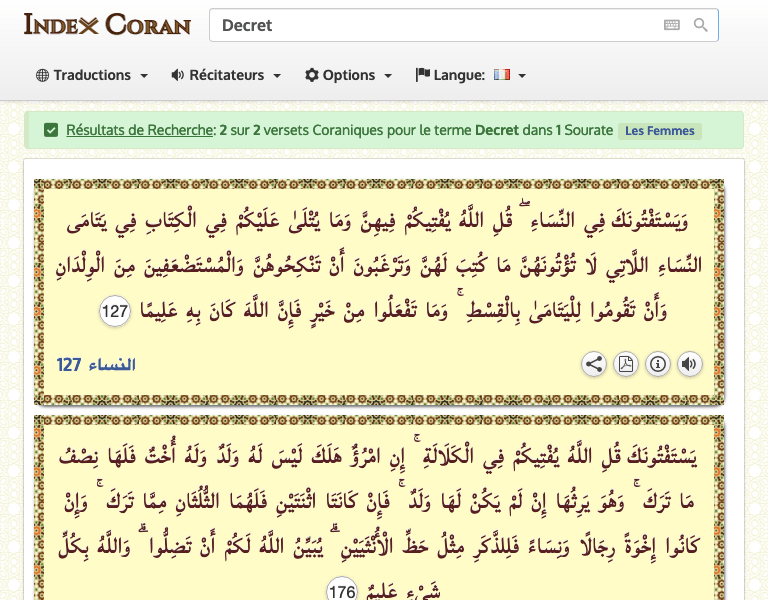 INDEX CORAN
Decret
Traductions
Récitateurs
Options
Langue:
Résultats de Recherche: 2 sur 2 versets Coraniques pour le terme Decret dans 1 Sourate Les Femmes
وَيَسْتَفْتُونَكَ فِي النِّسَاءِ ۖ قُلِ اللَّهُ يُفْتِيكُمْ فِيهِنَّ وَمَا يُتْلَىٰ عَلَيْكُمْ فِي الْكِتَابِ فِي يَتَامَى
النِّسَاءِ اللَّاتِي لَا تُؤْتُونَهُنَّ مَا كُتِبَ لَهُنَّ وَتَرْغَبُونَ أَنْ تَنْكِحُوهُنَّ وَالْمُسْتَضْعَفِينَ مِنَ الْوِلْدَانِ
وَأَنْ تَقُومُوا لِلْيَتَامَىٰ بِالْقِسْطِ ۚ وَمَا تَفْعَلُوا مِنْ خَيْرٍ فَإِنَّ اللَّهَ كَانَ بِهِ عَلِيمًا 127
النساء 127
يَسْتَفْتُونَكَ قُلِ اللَّهُ يُفْتِيكُمْ فِي الْكَلَالَةِ ۚ إِنِ امْرُؤٌ هَلَكَ لَيْسَ لَهُ وَلَدٌ وَلَهُ أُخْتٌ فَلَهَا نِصْفُ
مَا تَرَكَ ۚ وَهُوَ يَرِثُهَا إِنْ لَمْ يَكُنْ لَهَا وَلَدٌ ۚ فَإِنْ كَانَتَا اثْنَتَيْنِ فَلَهُمَا الثُّلُثَانِ مِمَّا تَرَكَ ۚ وَإِنْ
كَانُوا إِخْوَةً رِجَالًا وَنِسَاءً فَلِلذَّكَرِ مِثْلُ حَظِّ الْأُنْثَيَيْنِ ۗ يُبَيِّنُ اللَّهُ لَكُمْ أَنْ تَضِلُّوا ۗ وَاللَّهُ بِكُلِّ
شَيْءٍ عَلِيمٌ 176